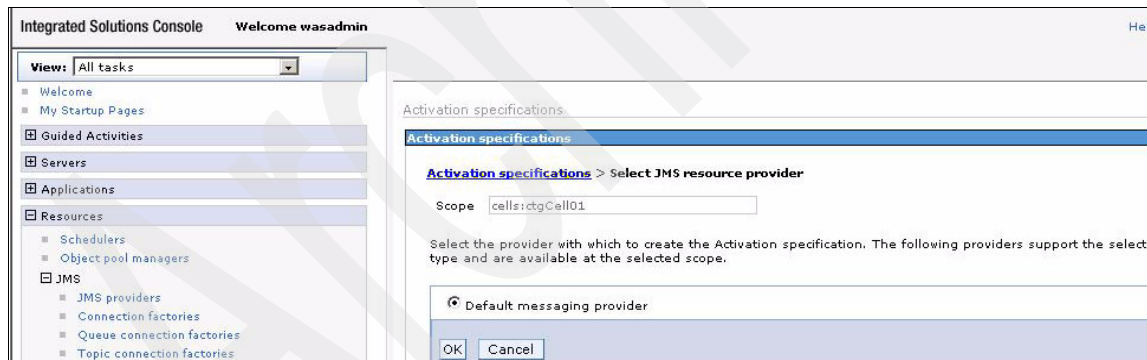 Integrated Solutions Console Welcome wasadmin He
View: All tasks
Welcome
My Startup Pages
Guided Activities
Servers
Applications
Resources
Schedulers
Object pool managers
JMS
JMS providers
Connection factories
Queue connection factories
Topic connection factories
Activation specifications
Activation specifications
Activation specifications > Select JMS resource provider
Scope cells:ctgCell01
Select the provider with which to create the Activation specification. The following providers support the select
type and are available at the selected scope.
Default messaging provider
OK Cancel